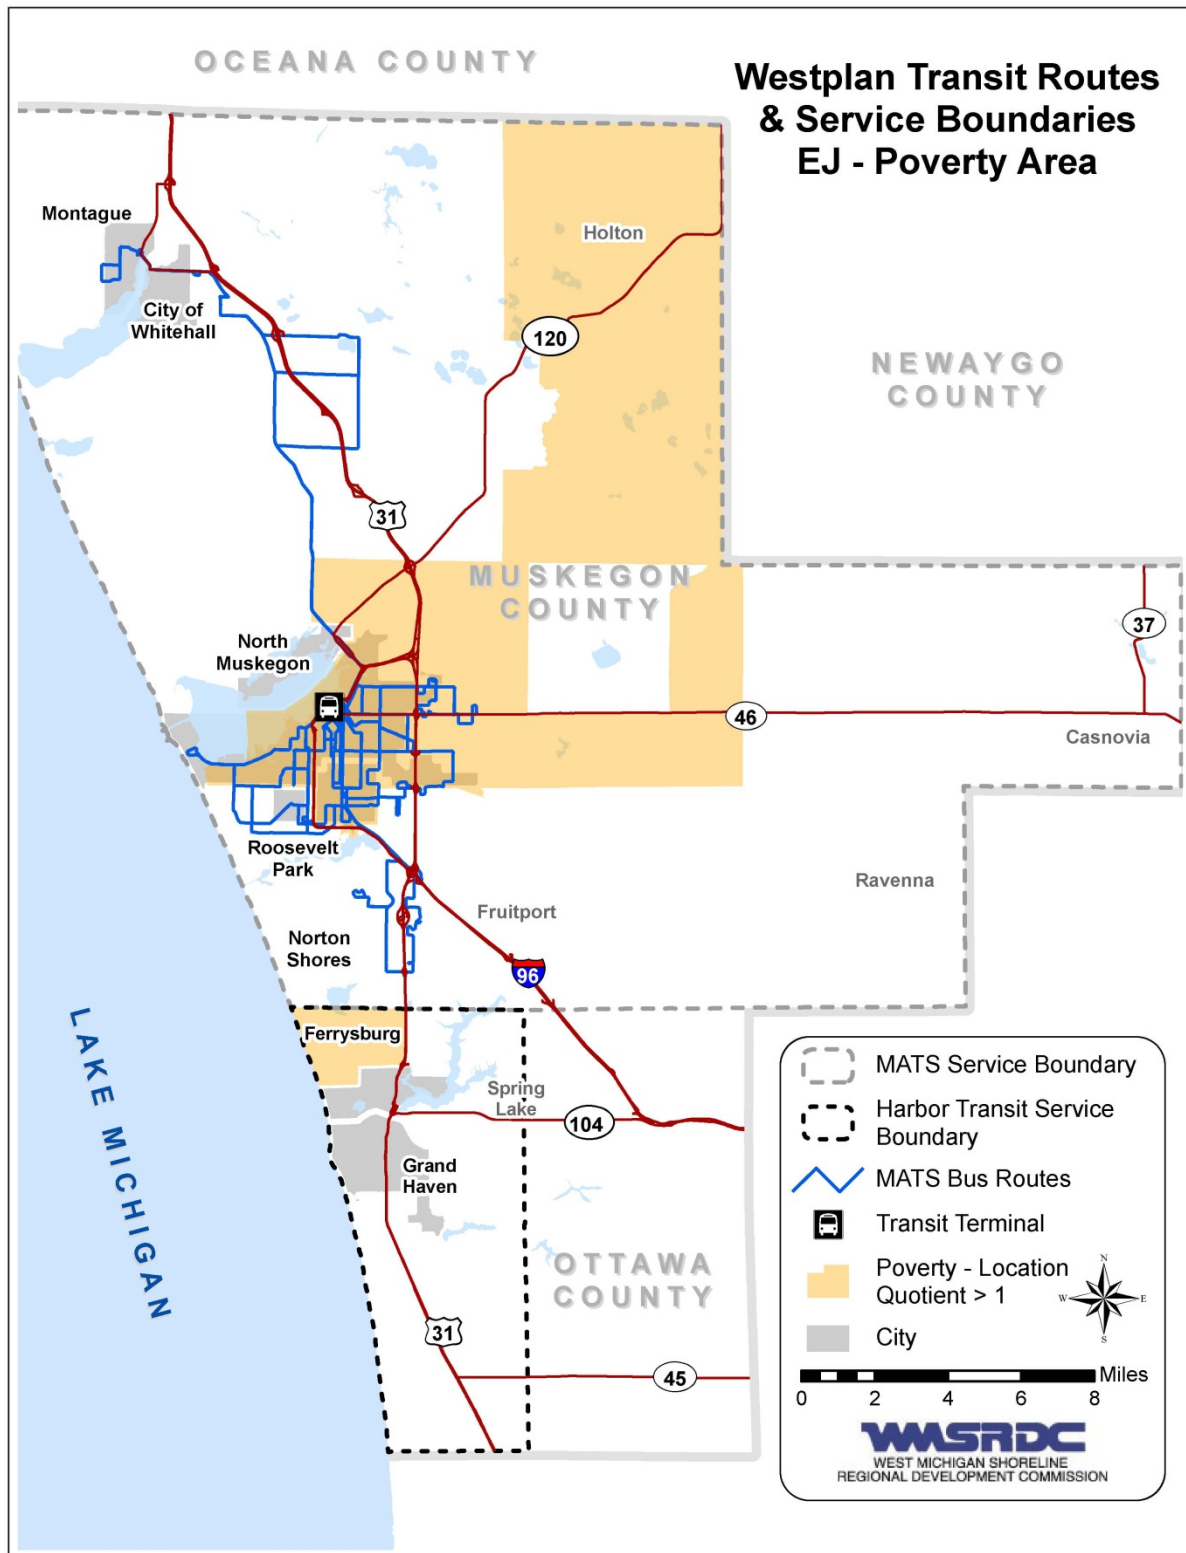 OCEANA COUNTY
Westplan Transit Routes
& Service Boundaries
EJ - Poverty Area
Montague
Holton
City of
Whitehall
120
NEWAYGO
COUNTY
31
MUSKEGON
COUNTY
37
North
Muskegon
46
Casnovia
Roosevelt
Park
Ravenna
Fruitport
Norton
Shores
96
LAKE MICHIGAN
Ferrysburg
Spring
Lake
104
Grand
Haven
OTTAWA
COUNTY
31
45
MATS Service Boundary
Harbor Transit Service
Boundary
MATS Bus Routes
Transit Terminal
Poverty - Location
Quotient > 1
N
W
E
S
City
Miles
0 2 4 6 8
WMSRDC
WEST MICHIGAN SHORELINE
REGIONAL DEVELOPMENT COMMISSION